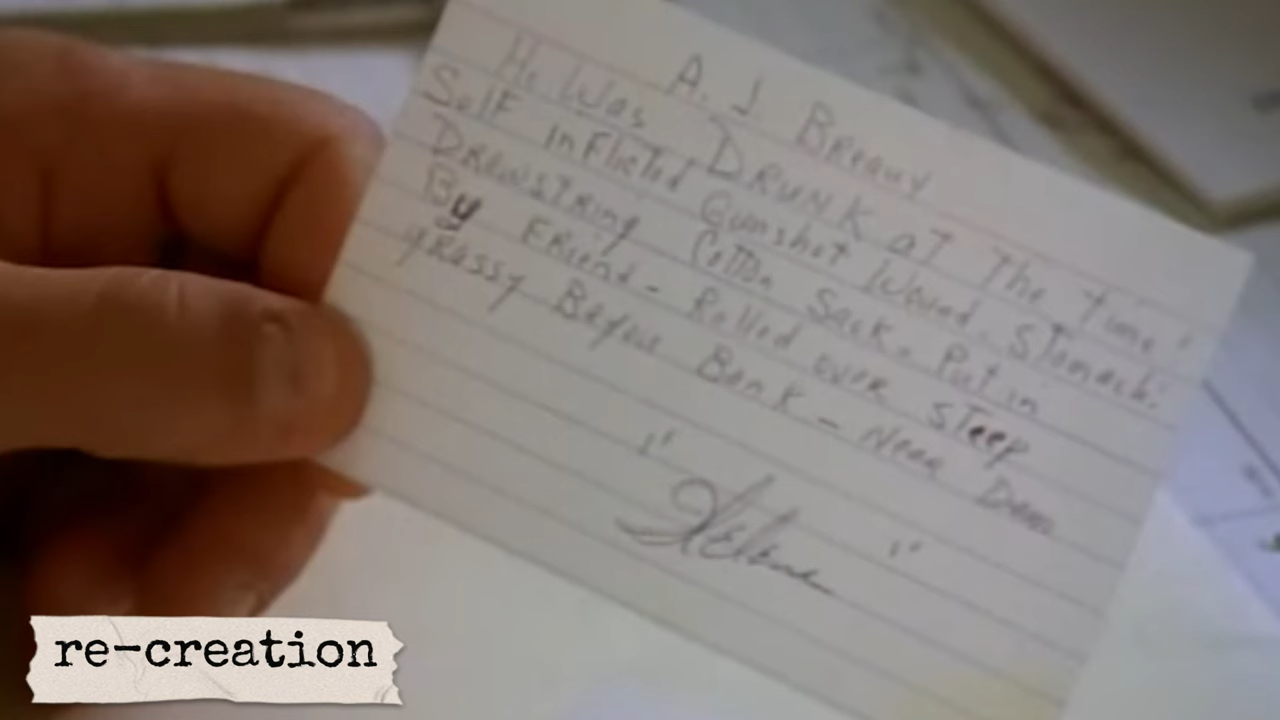 A. J Breaux
He Was Drunk aT The Time!
Self inflicted Gunshot Wound. STomach.
DRawsTRing CoTTon Sack. Put in
By FRiend - Rolled over sTeep
gRassy Bayou Bank - Near Dam
" Helene "
re-creation